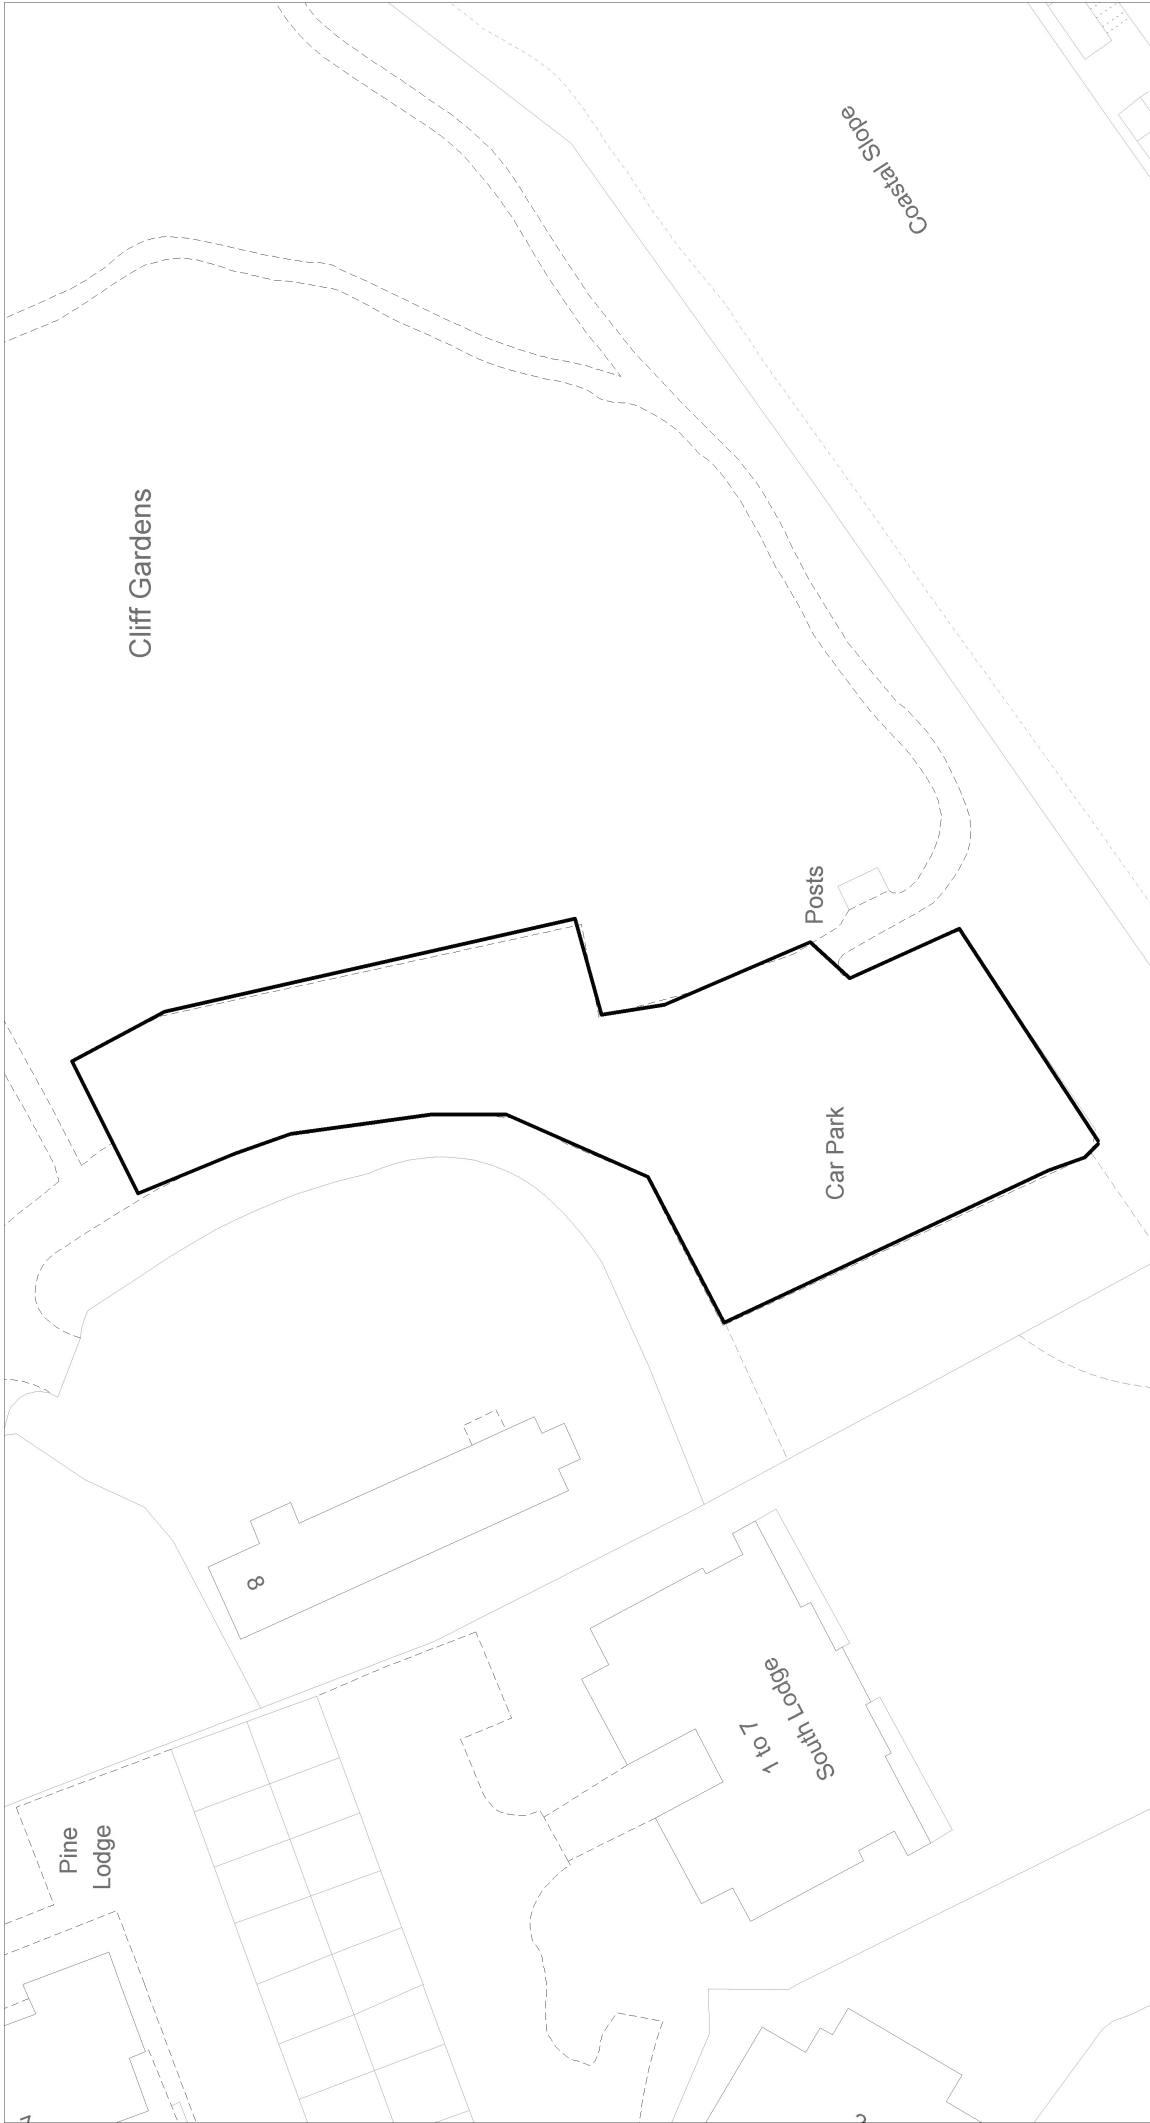 Coastal Slope
Cliff Gardens
Posts
Car Park
8
South Lodge
1 to 7
Pine
Lodge